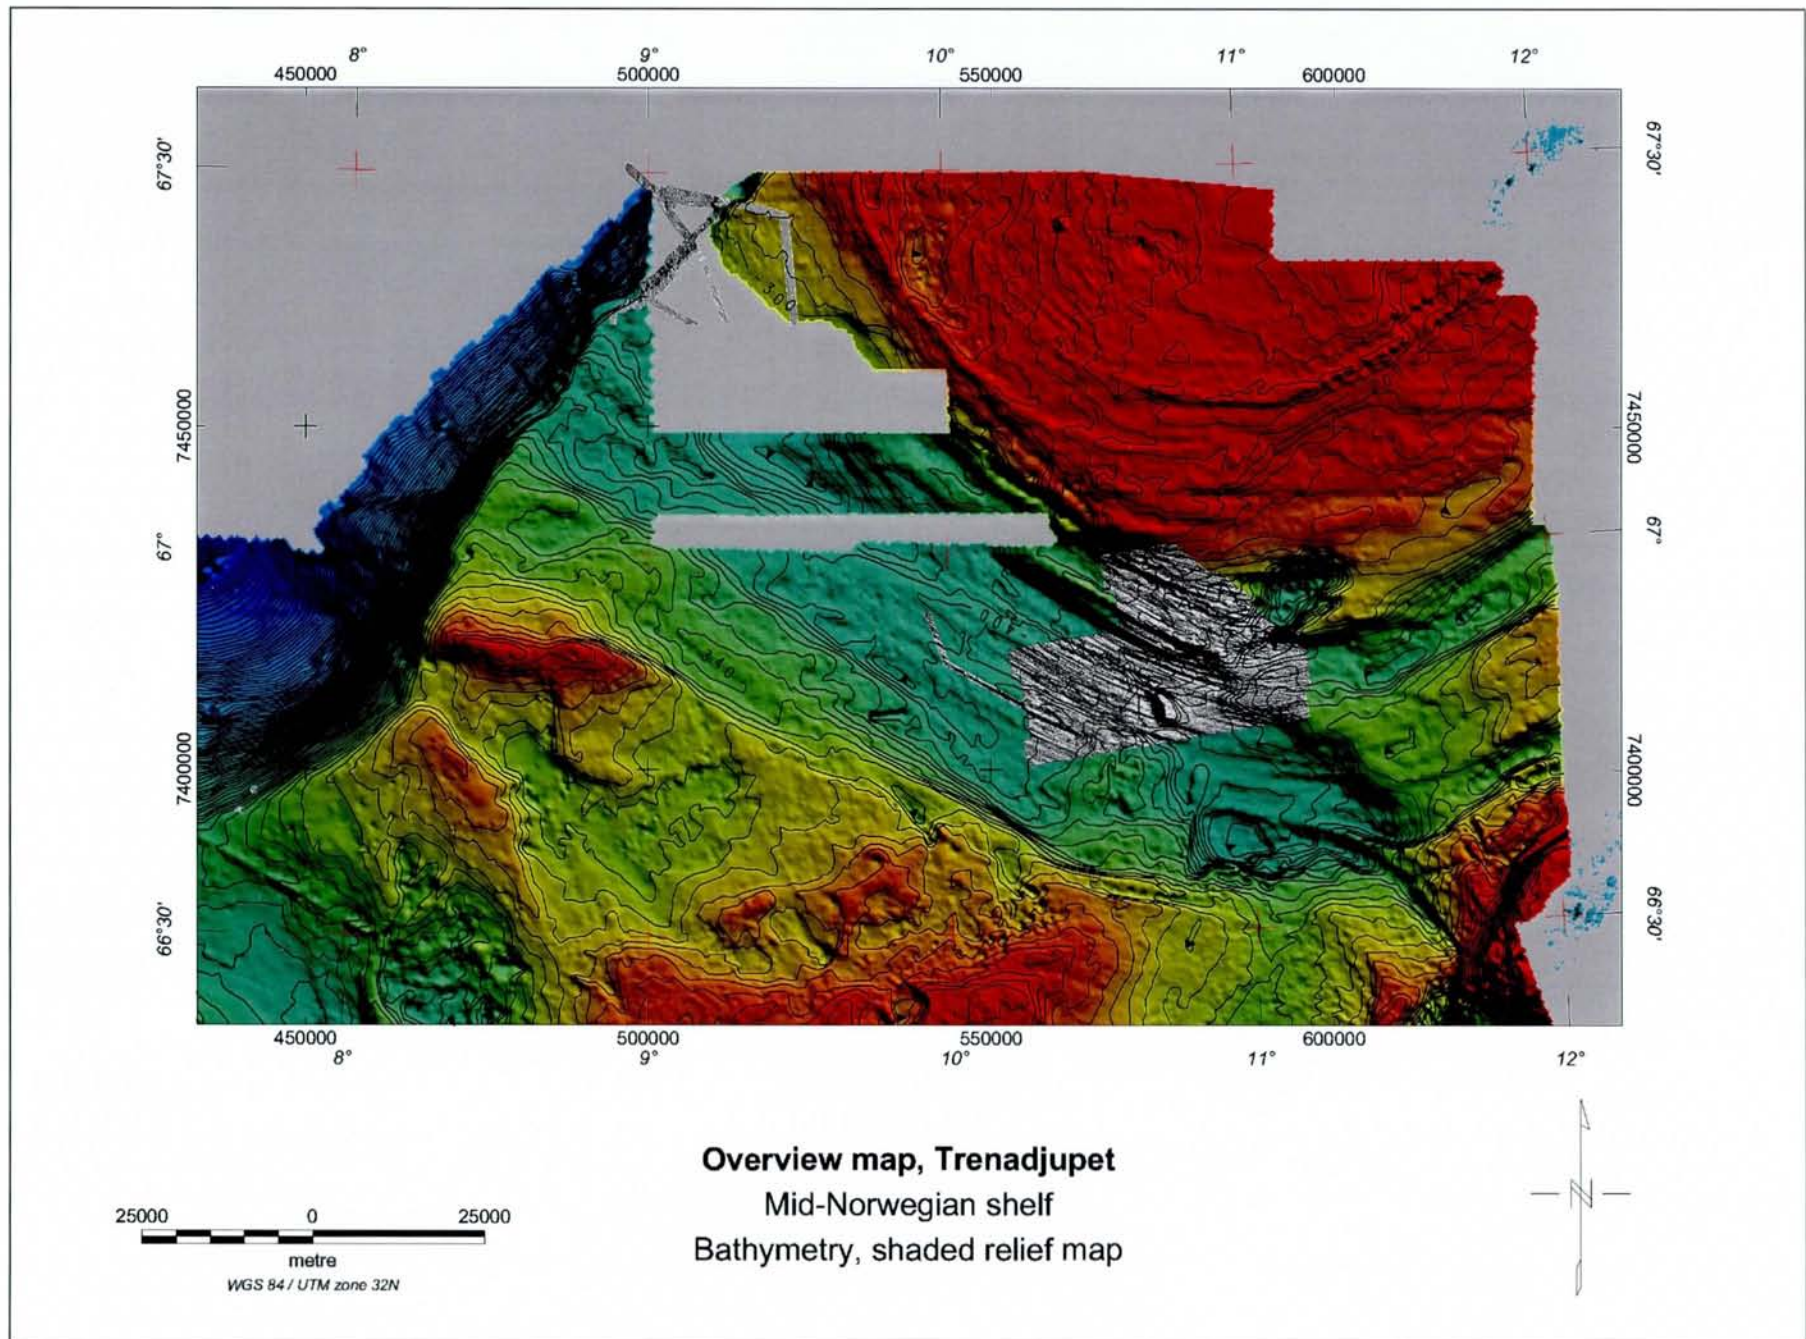 8° 9° 10° 11° 12°
450000 500000 550000 600000
67°30' 67°30'
300
7450000 7450000
67° 67°
400
340
7400000 7400000
66°30' 66°30'
450000 500000 550000 600000
8° 9° 10° 11° 12°
Overview map, Trenadjupet
Mid-Norwegian shelf
Bathymetry, shaded relief map
25000 0 25000
metre
WGS 84 / UTM zone 32N
N